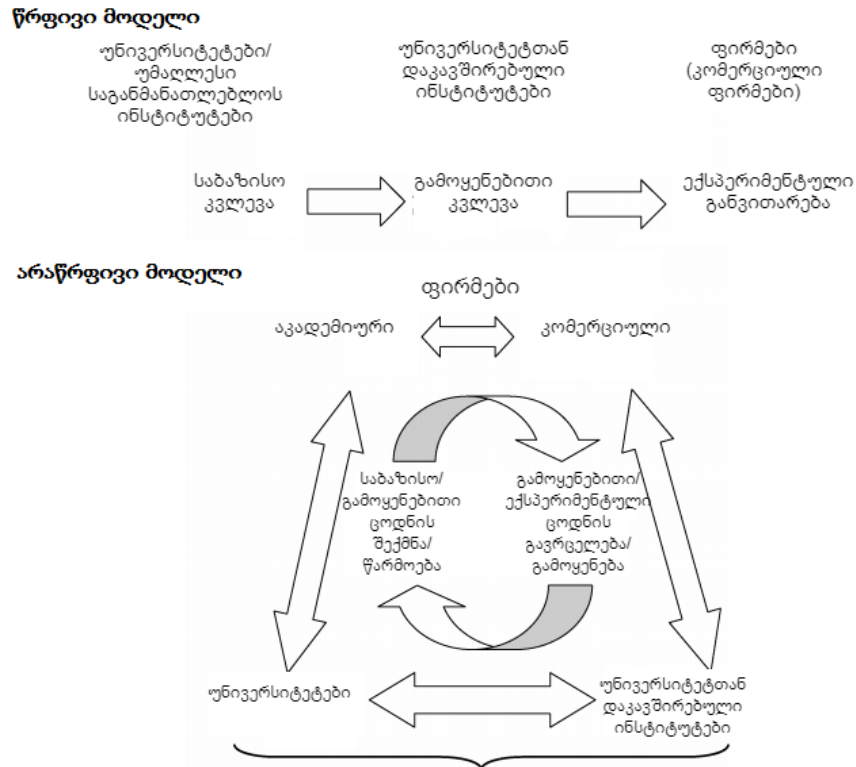 წრფივი მოდელი
უნივერსიტეტები/
უმაღლესი
საგანმანათლებლოს
ინსტიტუტები
უნივერსიტეტთან
დაკავშირებული
ინსტიტუტები
ფირმები
(კომერციული
ფირმები)
საბაზისო
კვლევა
გამოყენებითი
კვლევა
ექსპერიმენტული
განვითარება
არაწრფივი მოდელი
ფირმები
აკადემიური
კომერციული
საბაზისო/
გამოყენებითი
ცოდნის
შექმნა/
წარმოება
გამოყენებითი/
ექსპერიმენტული
ცოდნის
გავრცელება/
გამოყენება
უნივერსიტეტები
უნივერსიტეტთან
დაკავშირებული
ინსტიტუტები